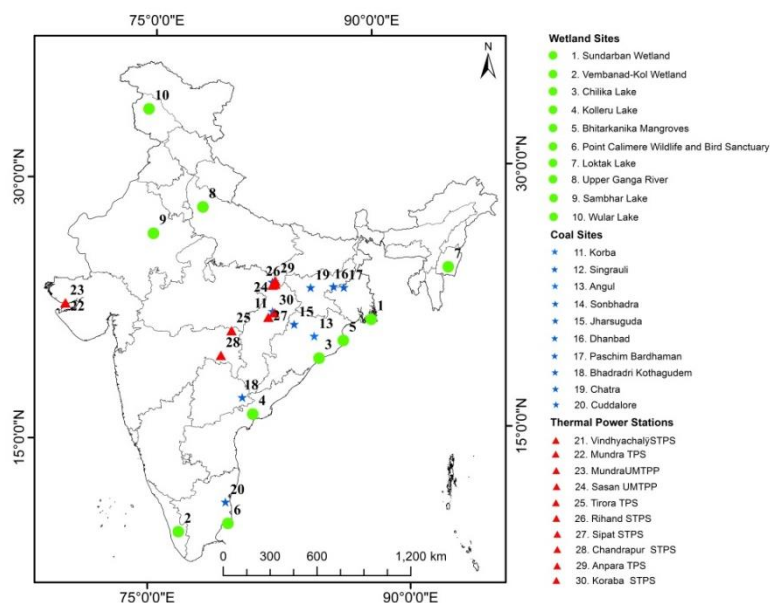 75°0'0"E
90°0'0"E
N
10
30°0'0"N
30°0'0"N
8
9
7
29
26
19
16
17
24
23
22
11
30
1
27
15
25
13
5
28
3
18
4
15°0'0"N
15°0'0"N
20
2
6
0
300
600
1,200 km
75°0'0"E
90°0'0"E
Wetland Sites
1. Sundarban Wetland
2. Vembanad-Kol Wetland
3. Chilika Lake
4. Kolleru Lake
5. Bhitarkanika Mangroves
6. Point Calimere Wildlife and Bird Sanctuary
7. Loktak Lake
8. Upper Ganga River
9. Sambhar Lake
10. Wular Lake
Coal Sites
11. Korba
12. Singrauli
13. Angul
14. Sonbhadra
15. Jharsuguda
16. Dhanbad
17. Paschim Bardhaman
18. Bhadradri Kothagudem
19. Chatra
20. Cuddalore
Thermal Power Stations
21. VindhyachalÿSTPS
22. Mundra TPS
23. MundraUMTPP
24. Sasan UMTPP
25. Tirora TPS
26. Rihand STPS
27. Sipat STPS
28. Chandrapur STPS
29. Anpara TPS
30. Koraba STPS